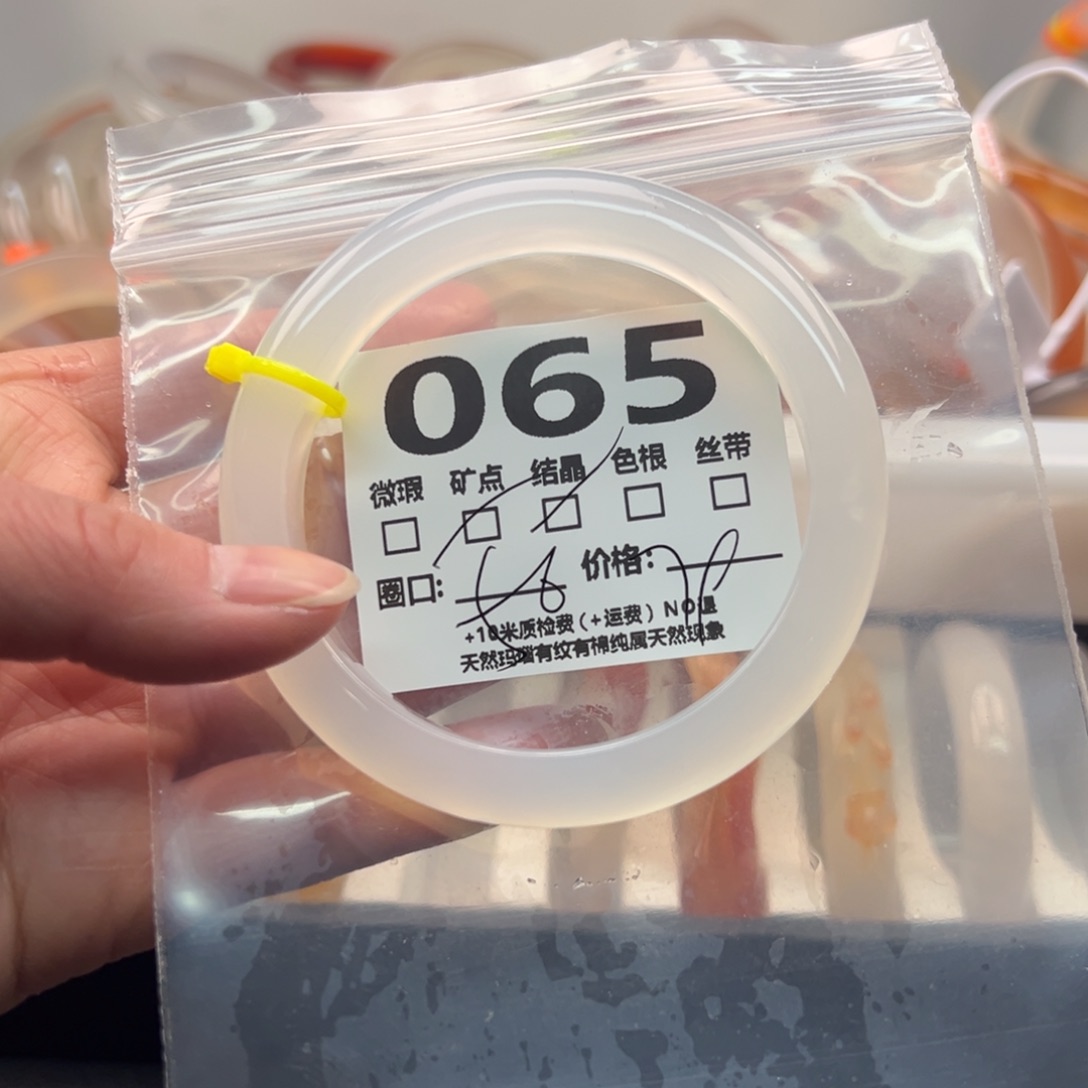 065
微瑕 矿点 结晶 色根 丝带
圈口: 价格:
+10米质检费(+运费) NO退
天然玛瑙有纹有棉纯属天然现象